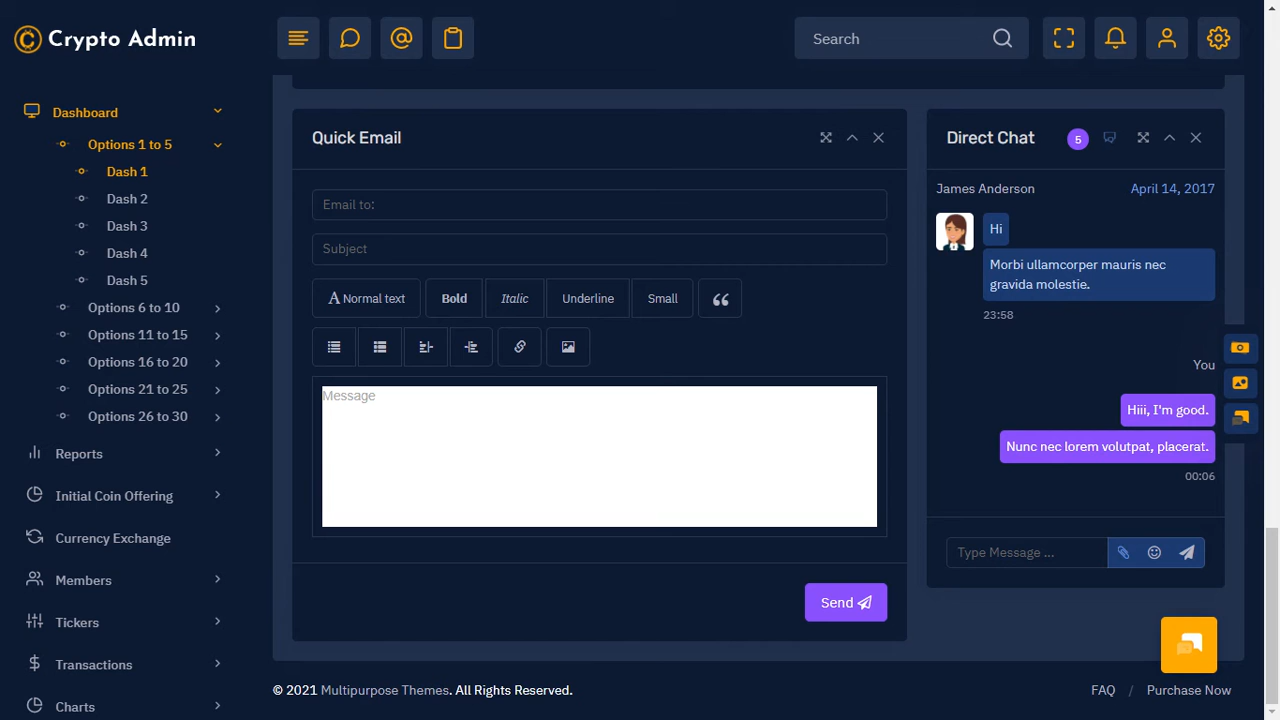 Crypto Admin
Search
Dashboard
Options 1 to 5
Dash 1
Dash 2
Dash 3
Dash 4
Dash 5
Options 6 to 10
Options 11 to 15
Options 16 to 20
Options 21 to 25
Options 26 to 30
Reports
Initial Coin Offering
Currency Exchange
Members
Tickers
Transactions
Charts
Quick Email
Email to:
Subject
A Normal text
Bold
Italic
Underline
Small
Message
Send
Direct Chat
5
James Anderson
April 14, 2017
Hi
Morbi ullamcorper mauris nec
gravida molestie.
23:58
You
Hiii, I'm good.
Nunc nec lorem volutpat, placerat.
00:06
Type Message ...
© 2021 Multipurpose Themes. All Rights Reserved.
FAQ / Purchase Now